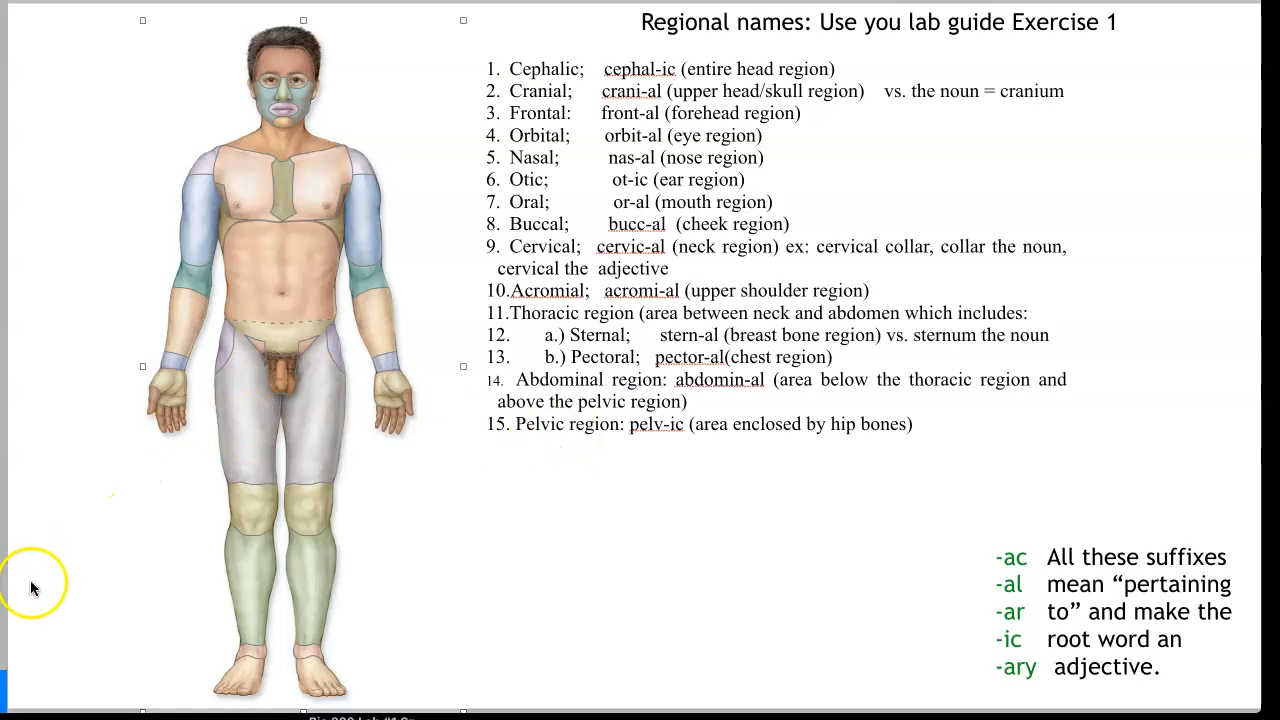 Regional names: Use you lab guide Exercise 1
1. Cephalic; cephal-ic (entire head region)
2. Cranial; crani-al (upper head/skull region) vs. the noun = cranium
3. Frontal: front-al (forehead region)
4. Orbital; orbit-al (eye region)
5. Nasal; nas-al (nose region)
6. Otic; ot-ic (ear region)
7. Oral; or-al (mouth region)
8. Buccal; bucc-al (cheek region)
9. Cervical; cervic-al (neck region) ex: cervical collar, collar the noun,
cervical the adjective
10.Acromial; acromi-al (upper shoulder region)
11.Thoracic region (area between neck and abdomen which includes:
12. a.) Sternal; stern-al (breast bone region) vs. sternum the noun
13. b.) Pectoral; pector-al(chest region)
14. Abdominal region: abdomin-al (area below the thoracic region and
above the pelvic region)
15. Pelvic region: pelv-ic (area enclosed by hip bones)
-ac All these suffixes
-al mean “pertaining
-ar to” and make the
-ic root word an
-ary adjective.